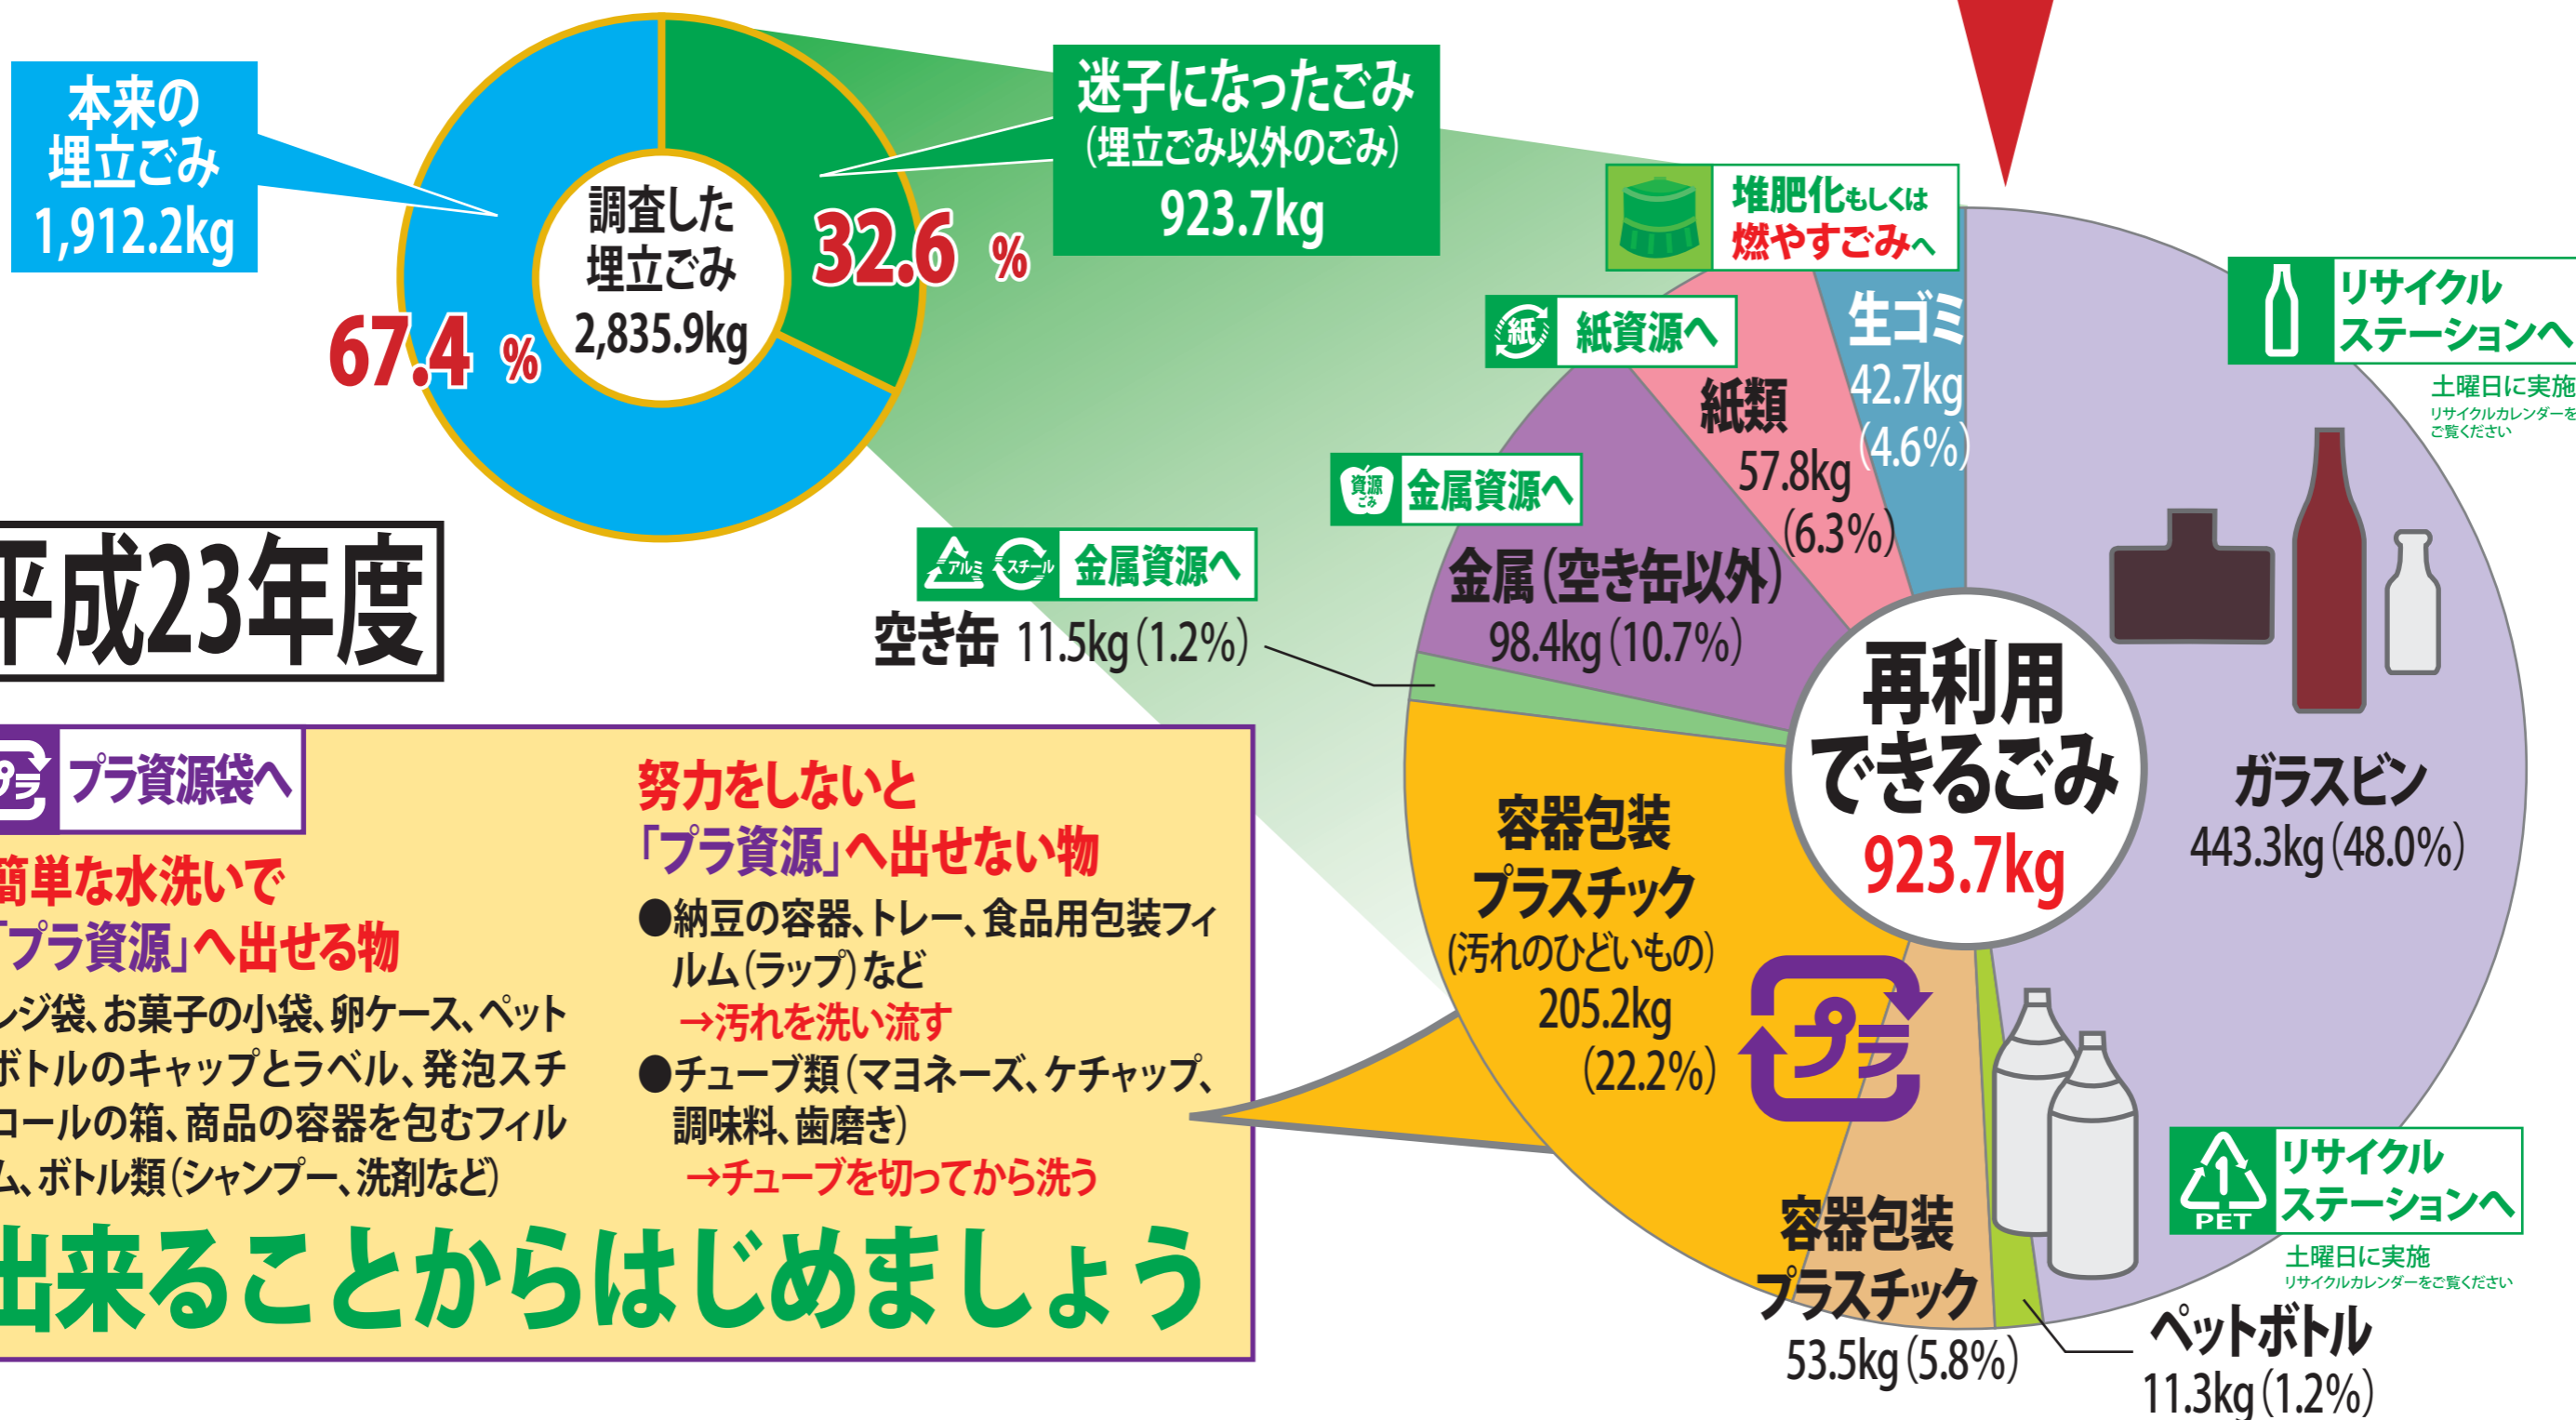 本来の
埋立ごみ
1,912.2kg
67.4 %
調査した
埋立ごみ
2,835.9kg
32.6 %
迷子になったごみ
(埋立ごみ以外のごみ)
923.7kg
平成23年度
堆肥化もしくは
燃やすごみへ
生ゴミ
42.7kg
(4.6%)
紙
紙資源へ
紙類
57.8kg
(6.3%)
資源
ごみ
金属資源へ
金属(空き缶以外)
98.4kg(10.7%)
アルミ スチール 金属資源へ
空き缶 11.5kg(1.2%)
リサイクル
ステーションへ
土曜日に実施
リサイクルカレンダーを
ご覧ください
ガラスビン
443.3kg(48.0%)
再利用
できるごみ
923.7kg
容器包装
プラスチック
(汚れのひどいもの)
205.2kg
(22.2%)
プラ
容器包装
プラスチック
53.5kg(5.8%)
1
PET
リサイクル
ステーションへ
土曜日に実施
リサイクルカレンダーをご覧ください
ペットボトル
11.3kg(1.2%)
プラ
プラ資源袋へ
簡単な水洗いで
「プラ資源」へ出せる物
レジ袋、お菓子の小袋、卵ケース、ペット
ボトルのキャップとラベル、発泡スチ
ロールの箱、商品の容器を包むフィル
ム、ボトル類(シャンプー、洗剤など)
努力をしないと
「プラ資源」へ出せない物
●納豆の容器、トレー、食品用包装フィ
ルム(ラップ)など
→汚れを洗い流す
●チューブ類(マヨネーズ、ケチャップ、
調味料、歯磨き)
→チューブを切ってから洗う
出来ることからはじめましょう